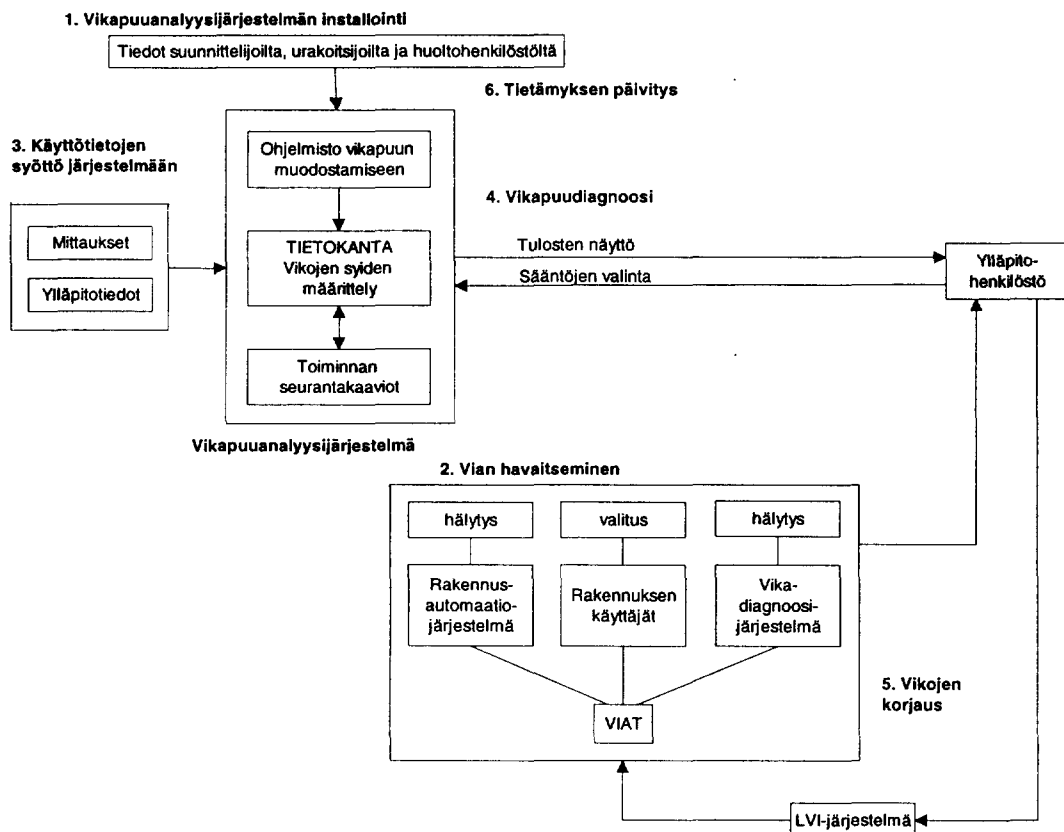 1. Vikapuuanalyysijärjestelmän installointi
Tiedot suunnittelijoilta, urakoitsijoilta ja huoltohenkilöstöltä
6. Tietämyksen päivitys
3. Käyttötietojen
syöttö järjestelmään
Mittaukset
Ylläpitotiedot
Ohjelmisto vikapuun
muodostamiseen
TIETOKANTA
Vikojen syiden
määrittely
Toiminnan
seurantakaaviot
Vikapuuanalyysijärjestelmä
4. Vikapuudiagnoosi
Tulosten näyttö
Sääntöjen valinta
Ylläpito-
henkilöstö
2. Vian havaitseminen
hälytys
valitus
hälytys
Rakennus-
automaatio-
järjestelmä
Rakennuksen
käyttäjät
Vika-
diagnoosi-
järjestelmä
VIAT
5. Vikojen
korjaus
LVI-järjestelmä